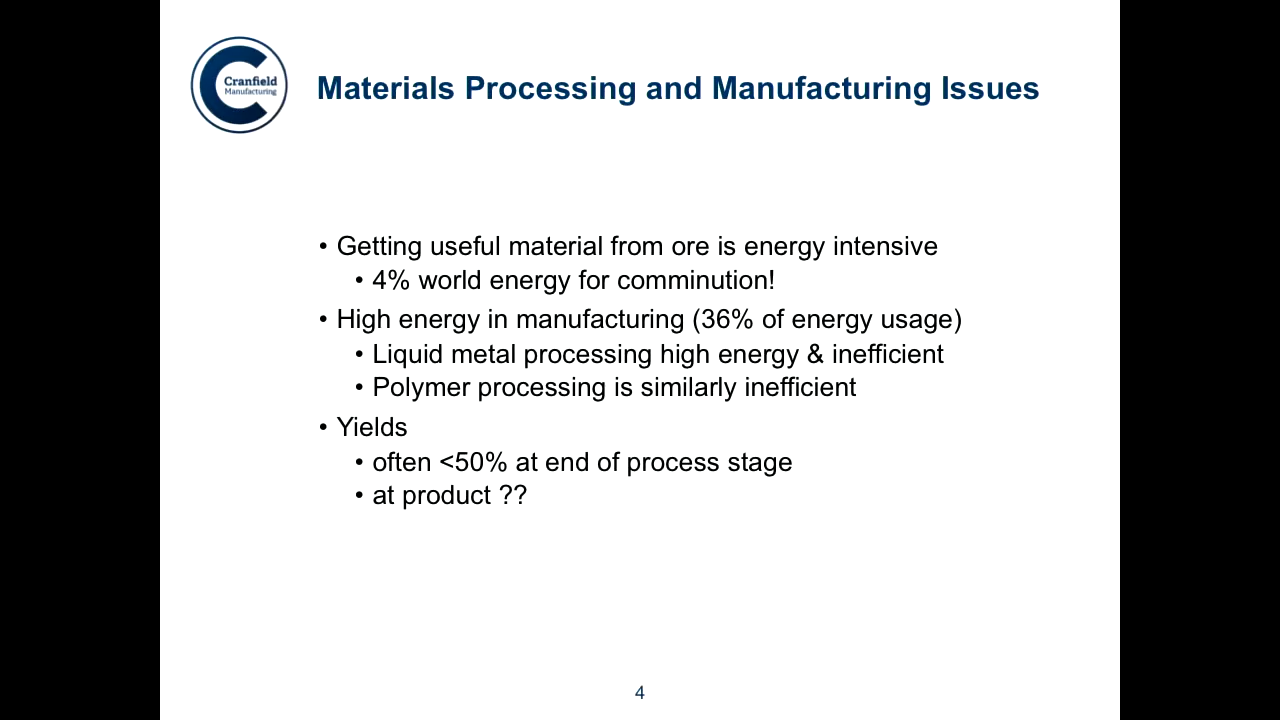 Cranfield
Manufacturing
Materials Processing and Manufacturing Issues
• Getting useful material from ore is energy intensive
• 4% world energy for comminution!
• High energy in manufacturing (36% of energy usage)
• Liquid metal processing high energy & inefficient
• Polymer processing is similarly inefficient
• Yields
• often <50% at end of process stage
• at product ??
4